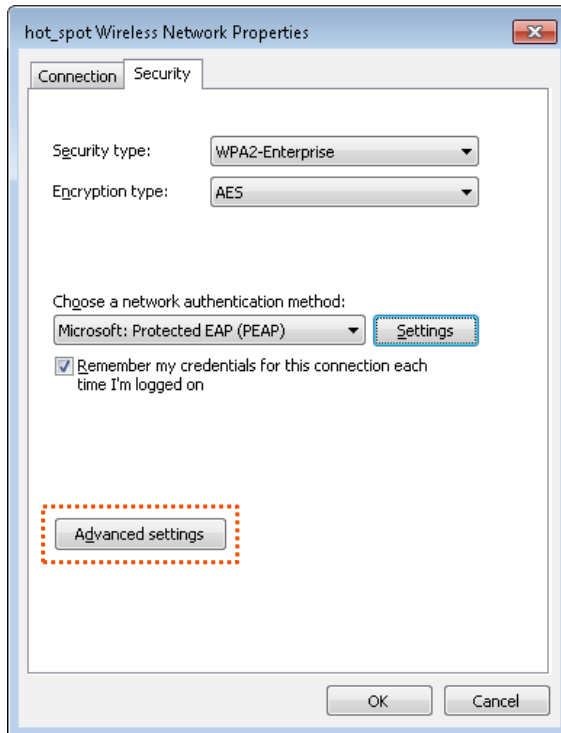 hot_spot Wireless Network Properties
Connection Security
Security type: WPA2-Enterprise
Encryption type: AES
Choose a network authentication method:
Microsoft: Protected EAP (PEAP) Settings
Remember my credentials for this connection each
time I'm logged on
Advanced settings
OK Cancel